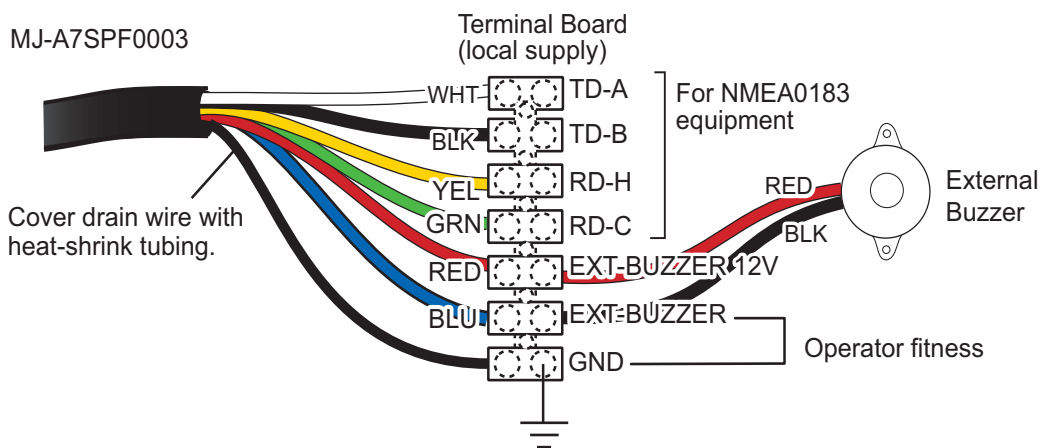 MJ-A7SPF0003
Terminal Board
(local supply)
WHT
TD-A
BLK
TD-B
YEL
RD-H
GRN
RD-C
For NMEA0183
equipment
RED
EXT-BUZZER 12V
BLU
EXT-BUZZER
GND
Operator fitness
RED
BLK
External
Buzzer
Cover drain wire with
heat-shrink tubing.